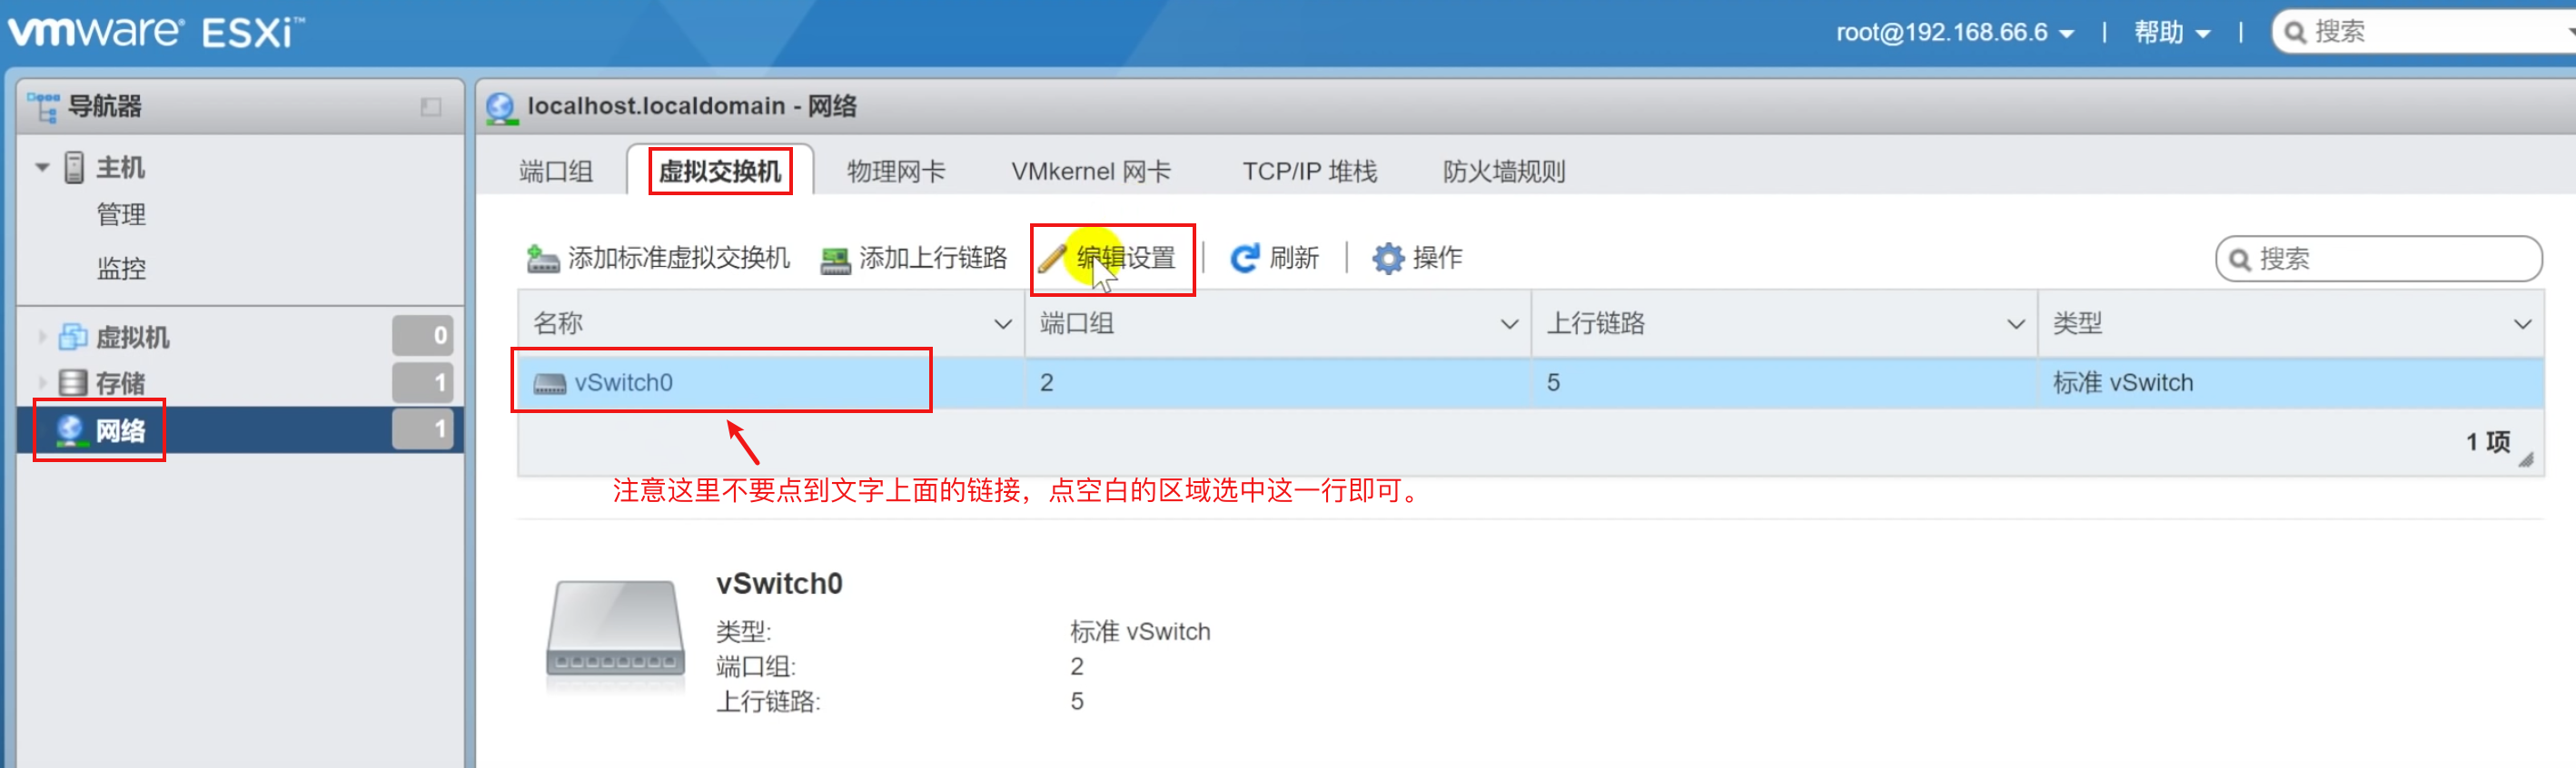 vmware® ESXi™
root@192.168.66.6 | 帮助 | 搜索
导航器
主机
管理
监控
虚拟机 0
存储 1
网络 1
localhost.localdomain - 网络
端口组 虚拟交换机 物理网卡 VMkernel 网卡 TCP/IP 堆栈 防火墙规则
添加标准虚拟交换机 添加上行链路 编辑设置 | 刷新 | 操作 搜索
名称 端口组 上行链路 类型
vSwitch0 2 5 标准 vSwitch
1 项
注意这里不要点到文字上面的链接，点空白的区域选中这一行即可。
vSwitch0
类型: 标准 vSwitch
端口组: 2
上行链路: 5